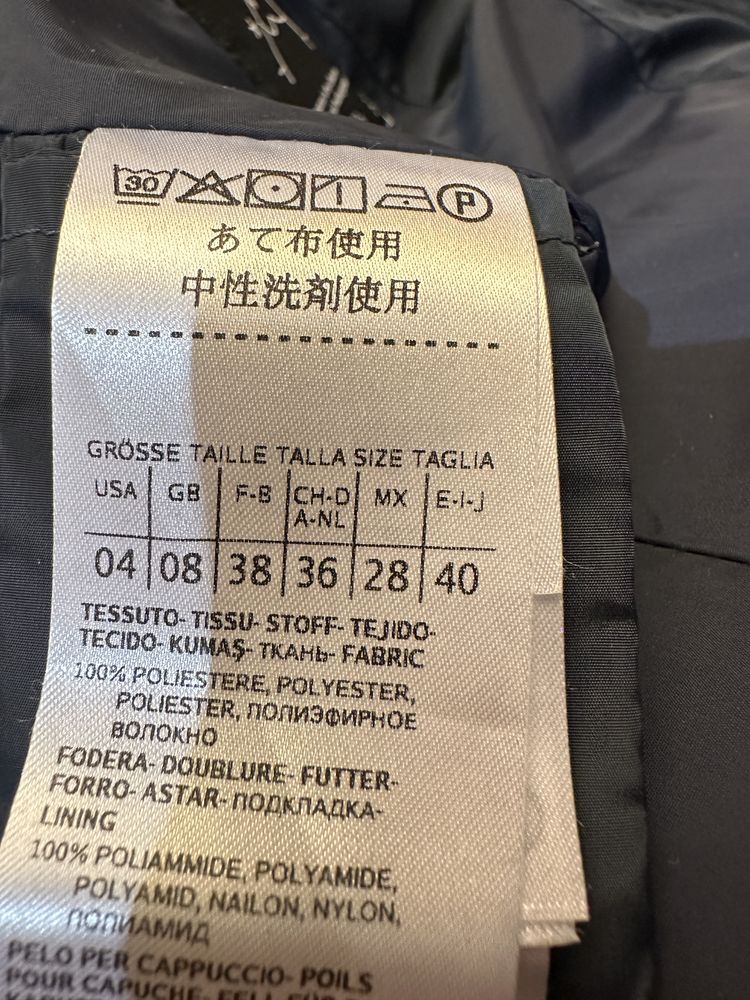 30 P
あて布使用
中性洗剤使用
GRÖSSE TAILLE TALLA SIZE TAGLIA
USA GB F-B CH-D A-NL MX E-I-J
04 08 38 36 28 40
TESSUTO- TISSU- STOFF- TEJIDO-
TECIDO- KUMAŞ- ТКАНЬ- FABRIC
100% POLIESTERE, POLYESTER,
POLIESTER, ПОЛИЭФИРНОЕ
ВОЛОКНО
FODERA- DOUBLURE- FUTTER-
FORRO- ASTAR- ПОДКЛАДКА-
LINING
100% POLIAMMIDE, POLYAMIDE,
POLYAMID, NAILON, NYLON,
ПОЛИАМИД
PELO PER CAPPUCCIO- POILS
POUR CAPUCHE- FELL FÜR